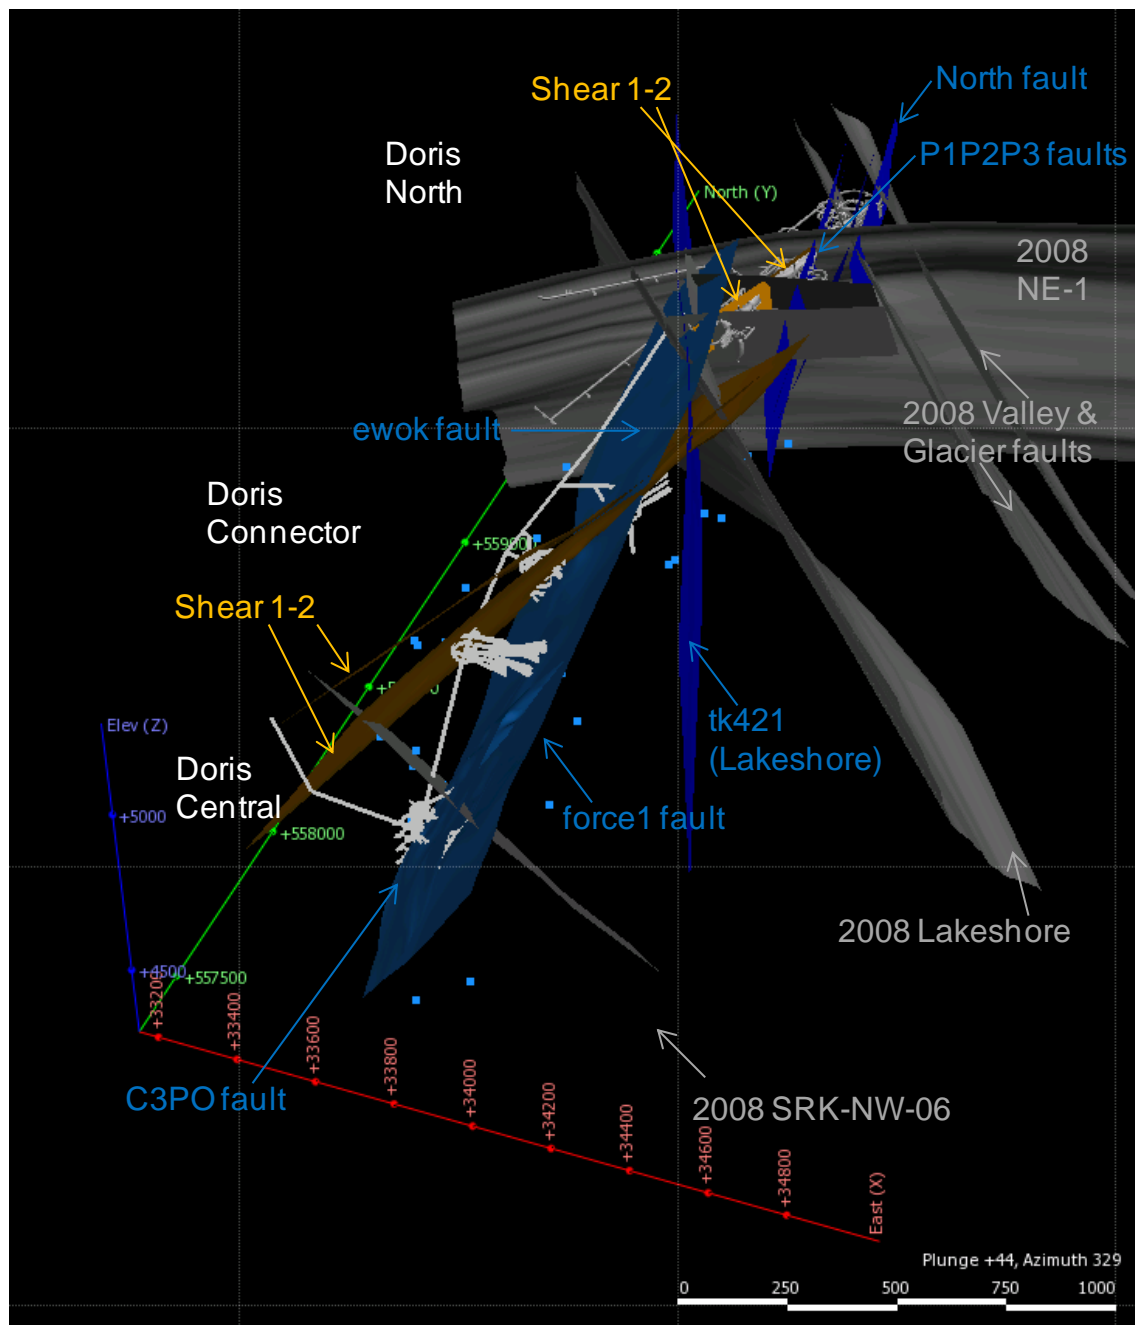 North fault
Shear 1-2
P1P2P3 faults
Doris
North
North (Y)
2008
NE-1
ewok fault
2008 Valley &
Glacier faults
Doris
Connector
+559000
Shear 1-2
tk421
(Lakeshore)
Elev (Z)
Doris
Central
+5000
+558000
force1 fault
2008 Lakeshore
+4500
+557500
+33200
+33400
+33600
+33800
+34000
+34200
+34400
+34600
+34800
East (X)
C3PO fault
2008 SRK-NW-06
Plunge +44, Azimuth 329
0 250 500 750 1000